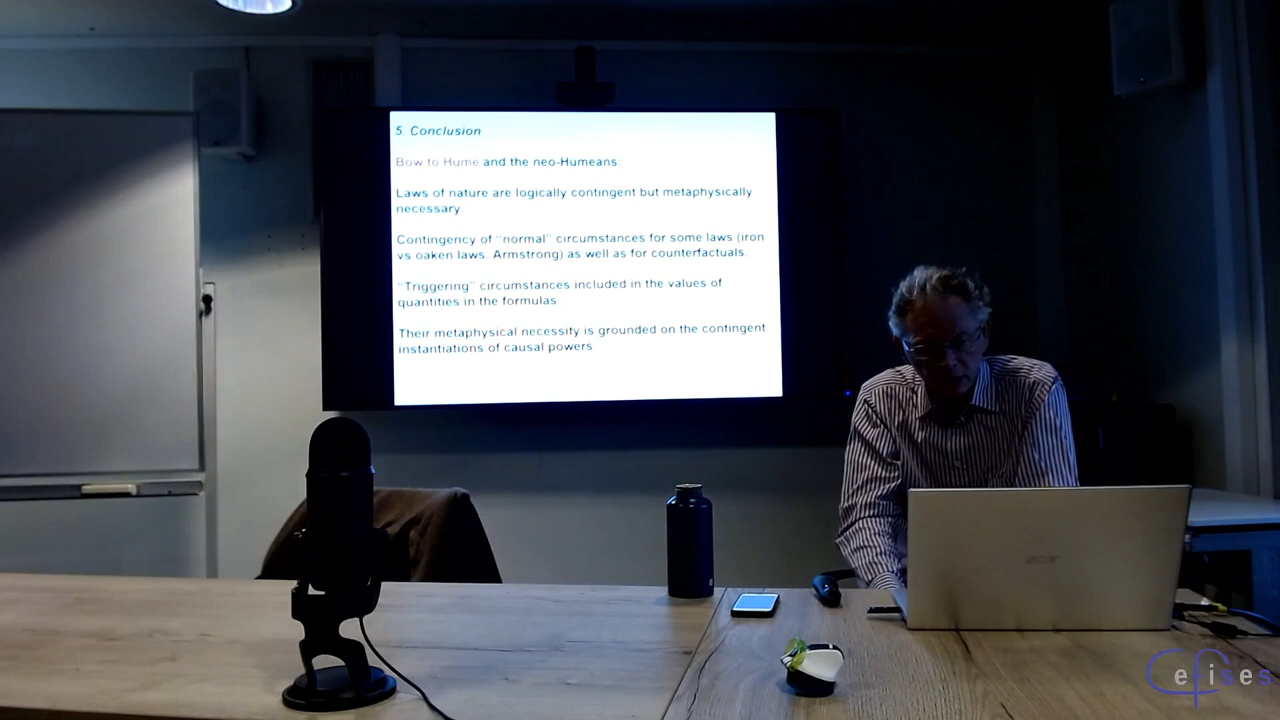 5. Conclusion
Bow to Hume and the neo-Humeans:
Laws of nature are logically contingent but metaphysically
necessary
Contingency of "normal" circumstances for some laws (iron
vs oaken laws. Armstrong) as well as for counterfactuals.
"Triggering" circumstances included in the values of
quantities in the formulas
Their metaphysical necessity is grounded on the contingent
instantiations of causal powers
acer
Cefises